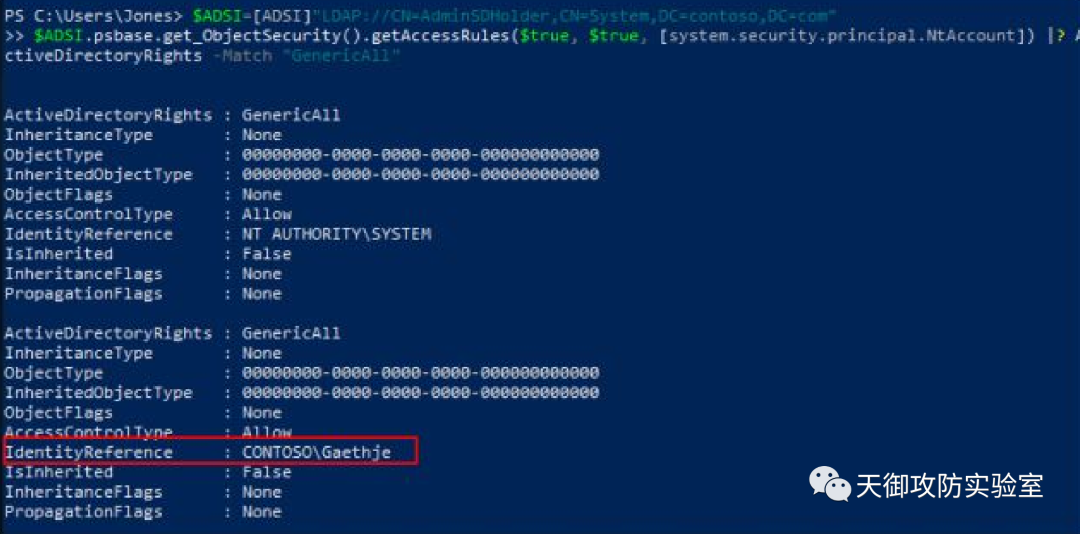 PS C:\Users\Jones> $ADSI=[ADSI]"LDAP://CN=AdminSDHolder,CN=System,DC=contoso,DC=com"
>> $ADSI.psbase.get_ObjectSecurity().getAccessRules($true, $true, [system.security.principal.NtAccount]) |? A
ctiveDirectoryRights -Match "GenericAll"
ActiveDirectoryRights : GenericAll
InheritanceType : None
ObjectType : 00000000-0000-0000-0000-000000000000
InheritedObjectType : 00000000-0000-0000-0000-000000000000
ObjectFlags : None
AccessControlType : Allow
IdentityReference : NT AUTHORITY\SYSTEM
IsInherited : False
InheritanceFlags : None
PropagationFlags : None
ActiveDirectoryRights : GenericAll
InheritanceType : None
ObjectType : 00000000-0000-0000-0000-000000000000
InheritedObjectType : 00000000-0000-0000-0000-000000000000
ObjectFlags : None
AccessControlType : Allow
IdentityReference : CONTOSO\Gaethje
IsInherited : False
InheritanceFlags : None
PropagationFlags : None
天御攻防实验室